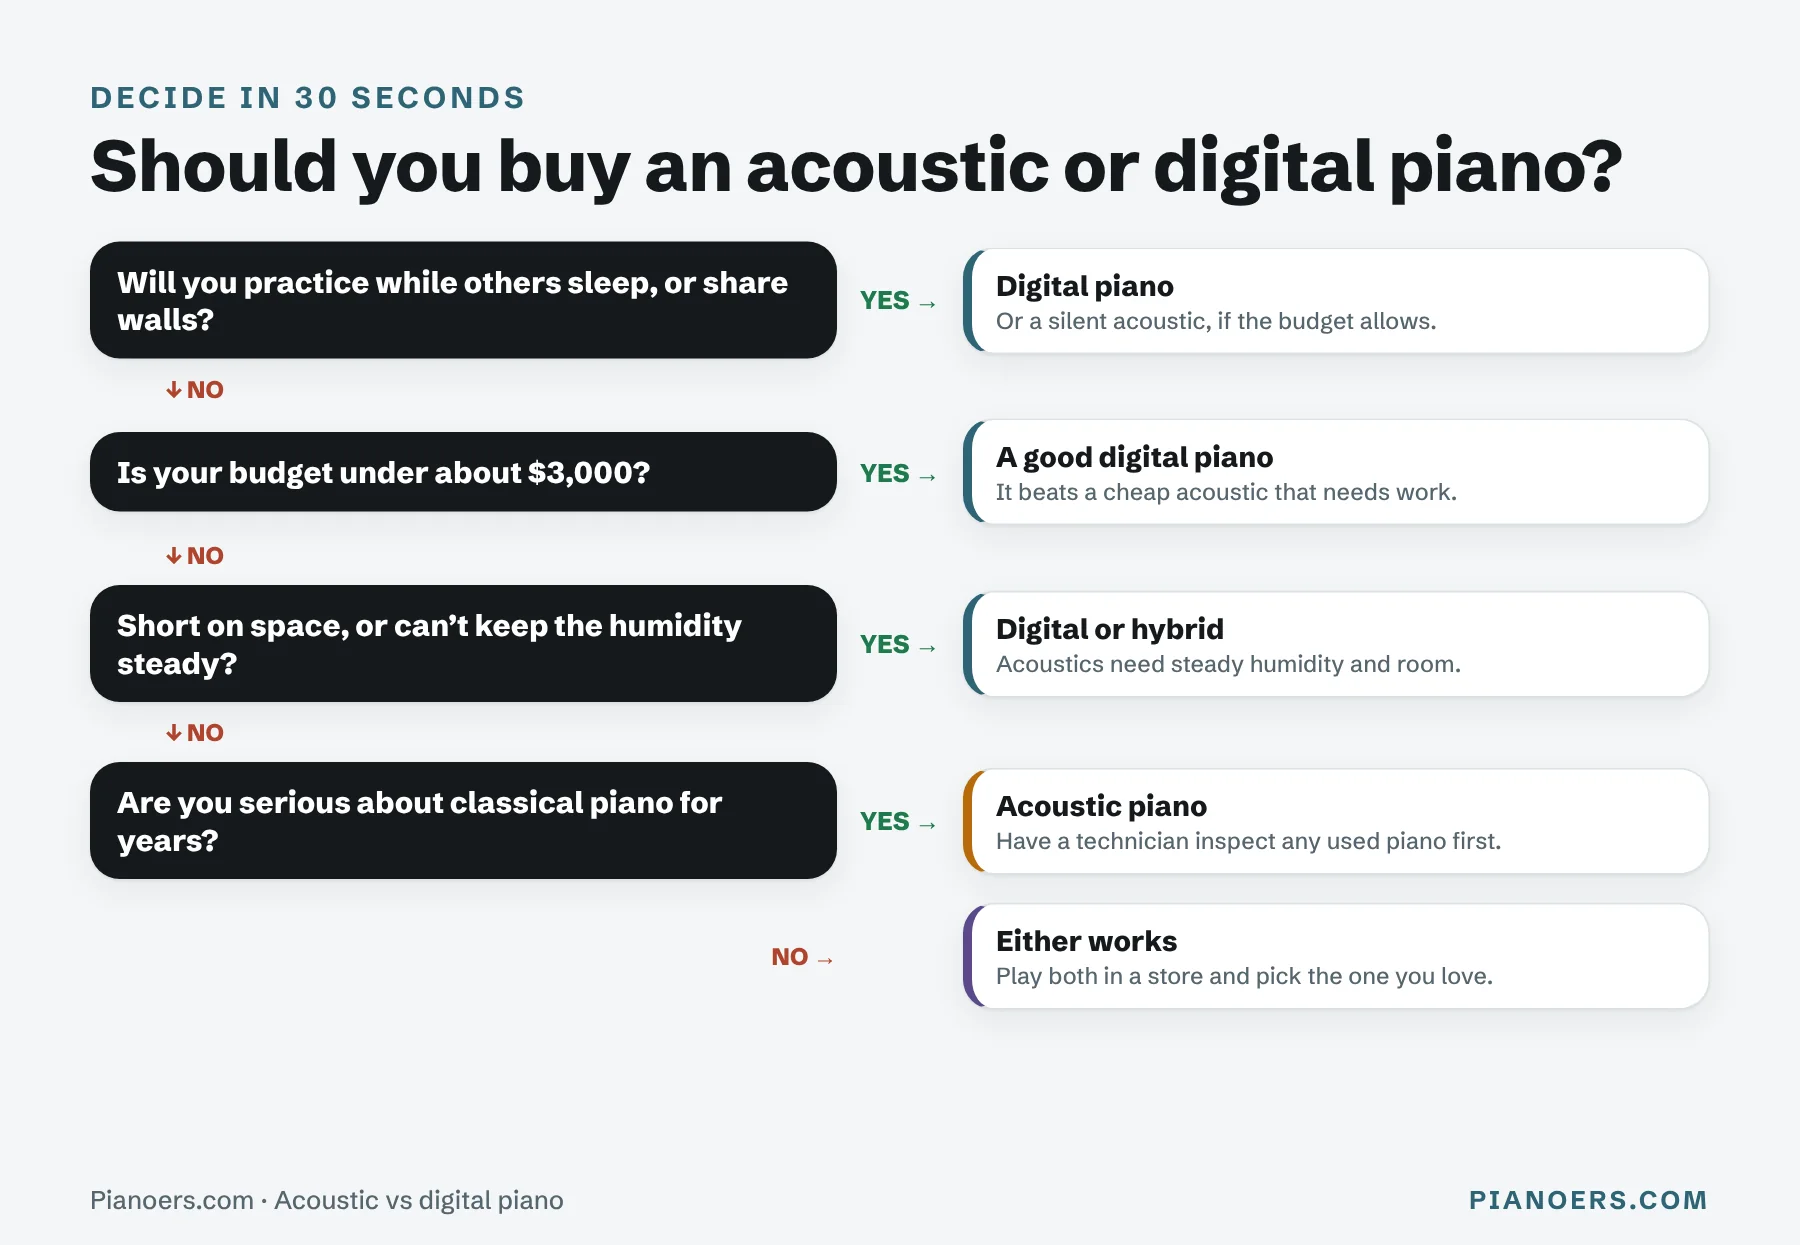 DECIDE IN 30 SECONDS
Should you buy an acoustic or digital piano?
Will you practice while others sleep, or share
walls?
YES →
Digital piano
Or a silent acoustic, if the budget allows.
↓ NO
Is your budget under about $3,000?
YES →
A good digital piano
It beats a cheap acoustic that needs work.
↓ NO
Short on space, or can’t keep the humidity
steady?
YES →
Digital or hybrid
Acoustics need steady humidity and room.
↓ NO
Are you serious about classical piano for
years?
YES →
Acoustic piano
Have a technician inspect any used piano first.
NO →
Either works
Play both in a store and pick the one you love.
Pianoers.com · Acoustic vs digital piano
PIANOERS.COM